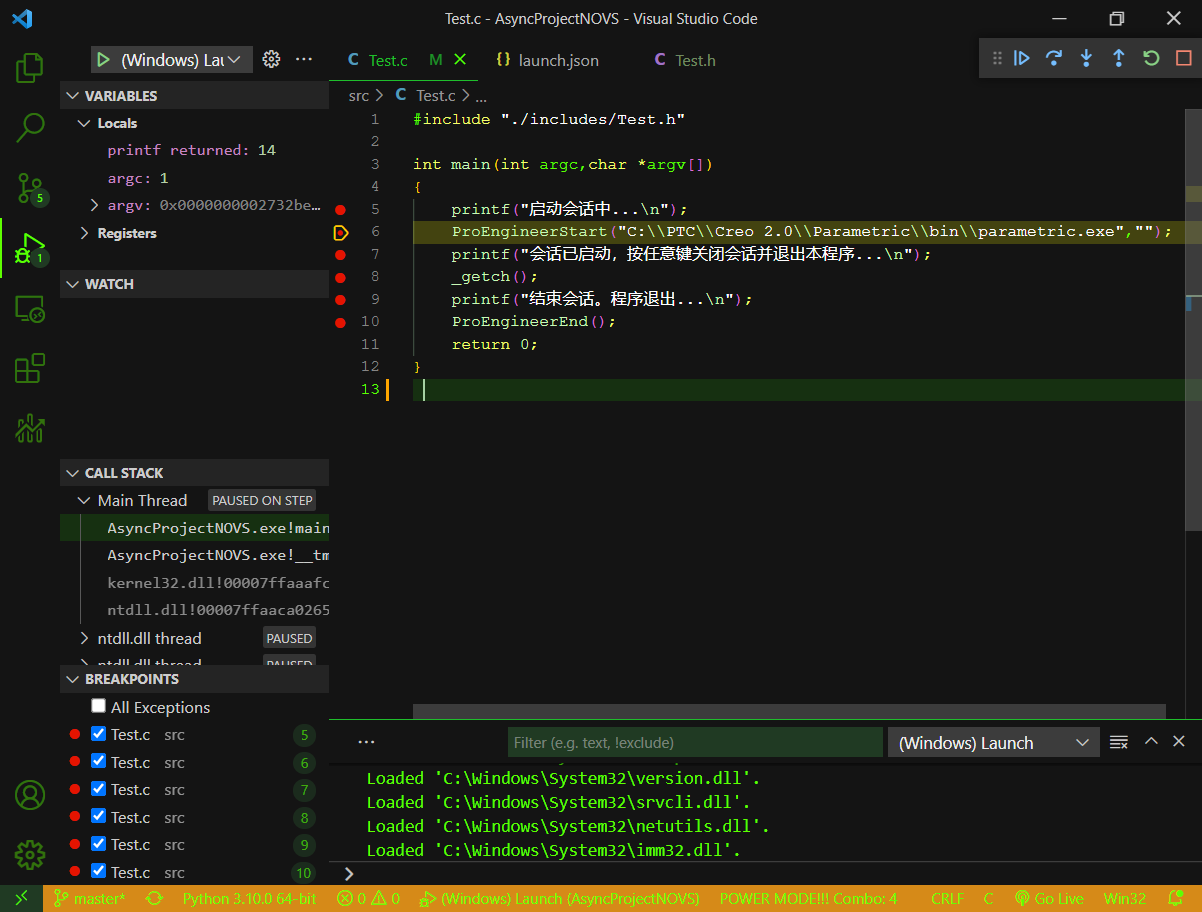 Test.c - AsyncProjectNOVS - Visual Studio Code
(Windows) Lau
C Test.c M
{} launch.json
C Test.h
VARIABLES
Locals
printf returned: 14
argc: 1
argv: 0x0000000002732be…
Registers
WATCH
CALL STACK
Main Thread PAUSED ON STEP
AsyncProjectNOVS.exe!main
AsyncProjectNOVS.exe!__tm
kernel32.dll!00007ffaaafc
ntdll.dll!00007ffaaca0265
ntdll.dll thread PAUSED
ntdll.dll thread PAUSED
BREAKPOINTS
All Exceptions
Test.c src 5
Test.c src 6
Test.c src 7
Test.c src 8
Test.c src 9
Test.c src 10
5
1
src > C Test.c > ...
1 #include "./includes/Test.h"
2
3 int main(int argc,char *argv[])
4 {
5 printf("启动会话中...\n");
6 ProEngineerStart("C:\\PTC\\Creo 2.0\\Parametric\\bin\\parametric.exe","");
7 printf("会话已启动，按任意键关闭会话并退出本程序...\n");
8 _getch();
9 printf("结束会话。程序退出...\n");
10 ProEngineerEnd();
11 return 0;
12 }
13
Filter (e.g. text, !exclude)
(Windows) Launch
Loaded 'C:\Windows\System32\version.dll'.
Loaded 'C:\Windows\System32\srvcli.dll'.
Loaded 'C:\Windows\System32\netutils.dll'.
Loaded 'C:\Windows\System32\imm32.dll'.
master* Python 3.10.0 64-bit 0 0 (Windows) Launch (AsyncProjectNOVS) POWER MODE!!! Combo: 4 CRLF C Go Live Win32